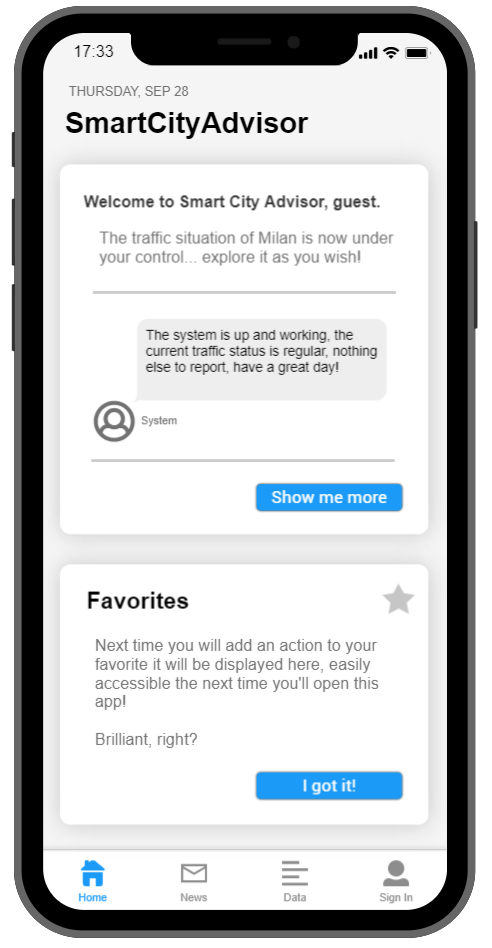 17:33
THURSDAY, SEP 28
SmartCityAdvisor
Welcome to Smart City Advisor, guest.
The traffic situation of Milan is now under
your control... explore it as you wish!
The system is up and working, the
current traffic status is regular, nothing
else to report, have a great day!
System
Show me more
Favorites
Next time you will add an action to your
favorite it will be displayed here, easily
accessible the next time you'll open this
app!
Brilliant, right?
I got it!
Home
News
Data
Sign In